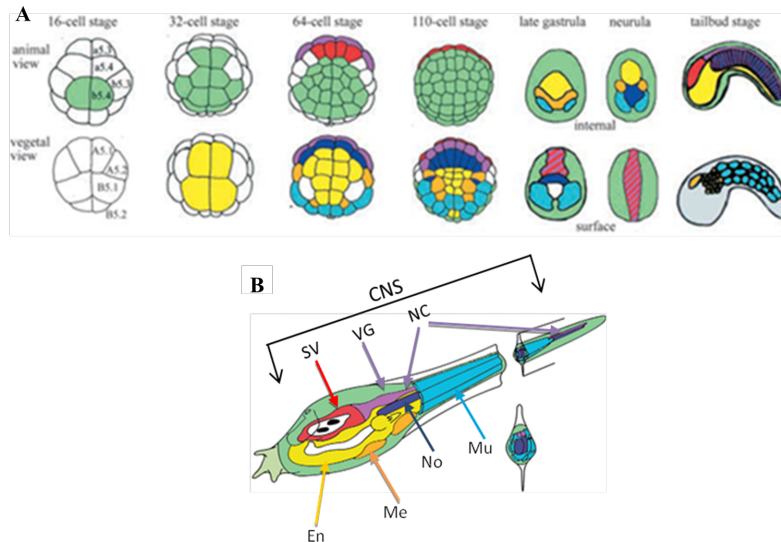 A
16-cell stage 32-cell stage 64-cell stage 110-cell stage late gastrula neurula tailbud stage
animal view
a5.3
a5.4
b5.3
b5.4
internal
vegetal view
A5.1
A5.2
B5.1
B5.2
surface
B
CNS
SV
VG
NC
No
Mu
Me
En